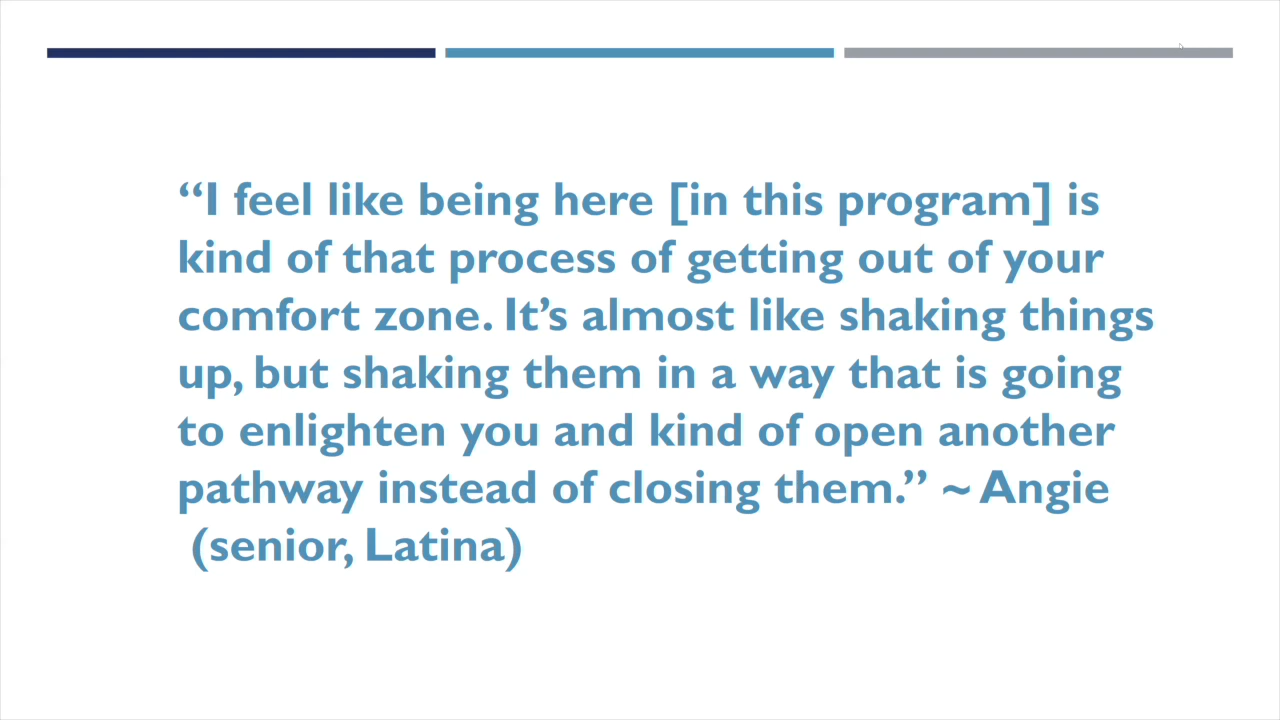 “I feel like being here [in this program] is
kind of that process of getting out of your
comfort zone. It’s almost like shaking things
up, but shaking them in a way that is going
to enlighten you and kind of open another
pathway instead of closing them.” ~ Angie
(senior, Latina)